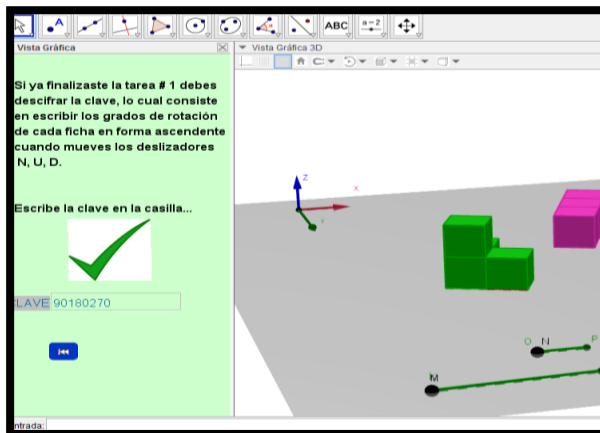 ABC
a=2
Vista Gráfica
Vista Gráfica 3D
Si ya finalizaste la tarea # 1 debes
descifrar la clave, lo cual consiste
en escribir los grados de rotación
de cada ficha en forma ascendente
cuando mueves los deslizadores
N, U, D.
Escribe la clave en la casilla...
LAVE 90180270
Z
X
O N P
M
ntrada: